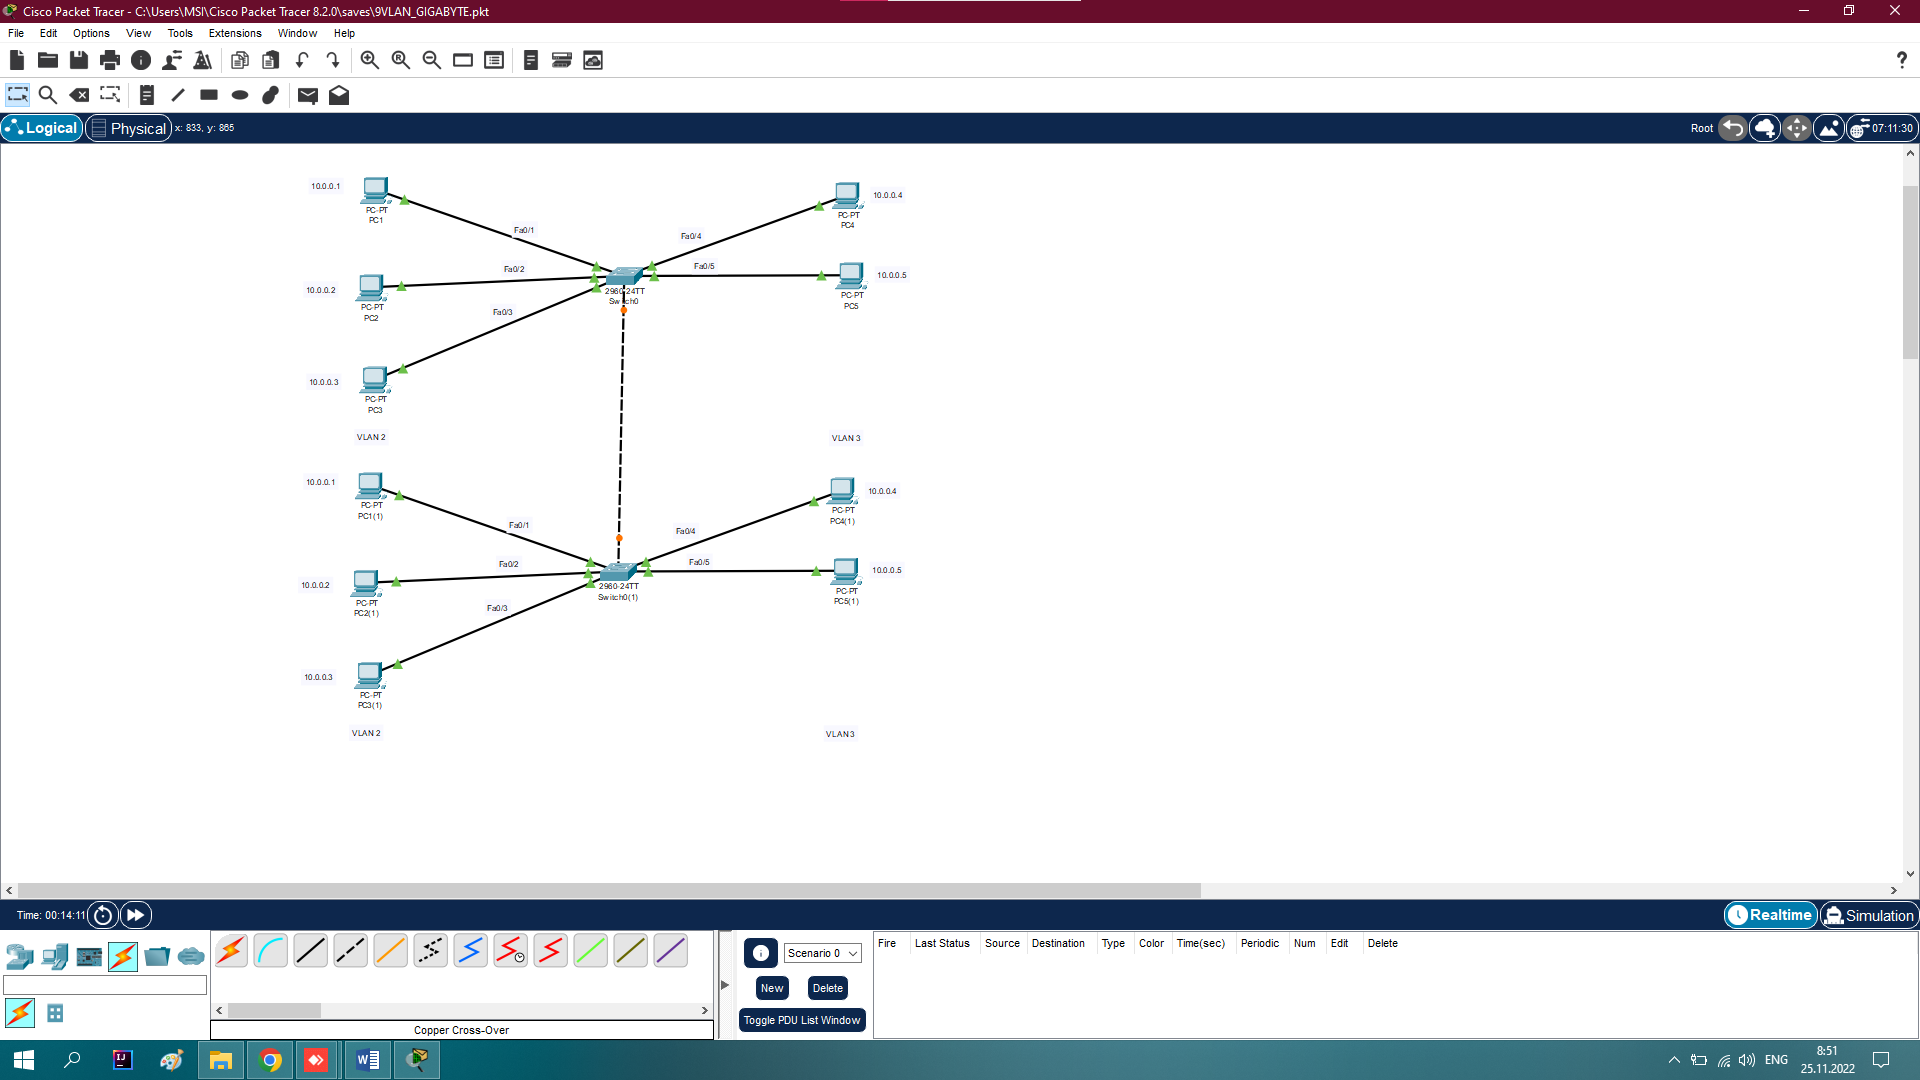 Cisco Packet Tracer - C:\Users\MSI\Cisco Packet Tracer 8.2.0\saves\9VLAN_GIGABYTE.pkt
File Edit Options View Tools Extensions Window Help
?
Logical Physical x: 833, y: 865 Root 07:11:30
10.0.0.1
PC-PT
PC1
Fa0/1
10.0.0.4
PC-PT
PC4
Fa0/4
10.0.0.2
PC-PT
PC2
Fa0/2
Fa0/5
10.0.0.5
PC-PT
PC5
2960-24TT
Switch0
Fa0/3
10.0.0.3
PC-PT
PC3
VLAN 2
VLAN 3
10.0.0.1
PC-PT
PC1(1)
Fa0/1
10.0.0.4
PC-PT
PC4(1)
Fa0/4
10.0.0.2
PC-PT
PC2(1)
Fa0/2
Fa0/5
10.0.0.5
PC-PT
PC5(1)
2960-24TT
Switch0(1)
Fa0/3
10.0.0.3
PC-PT
PC3(1)
VLAN 2
VLAN3
Time: 00:14:11 Realtime Simulation
Scenario 0
New Delete
Toggle PDU List Window
Fire Last Status Source Destination Type Color Time(sec) Periodic Num Edit Delete
Copper Cross-Over
ENG
8:51
25.11.2022